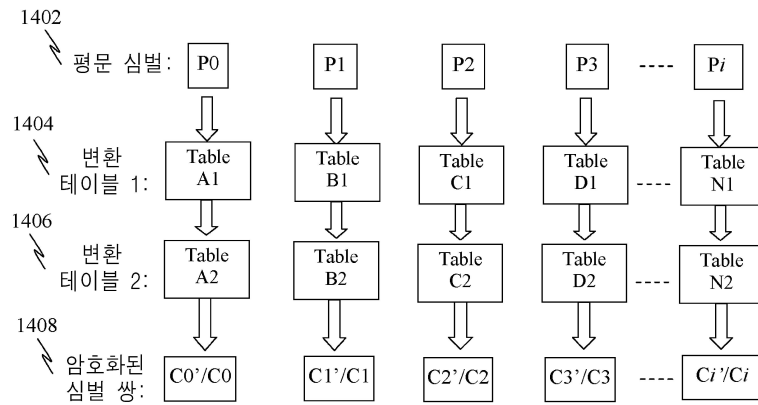 1402
평문 심벌: P0 P1 P2 P3 ---- Pi
1404
변환
테이블 1:
Table A1
Table B1
Table C1
Table D1
----
Table N1
1406
변환
테이블 2:
Table A2
Table B2
Table C2
Table D2
----
Table N2
1408
암호화된
심벌 쌍:
C0'/C0 C1'/C1 C2'/C2 C3'/C3 ---- Ci'/Ci